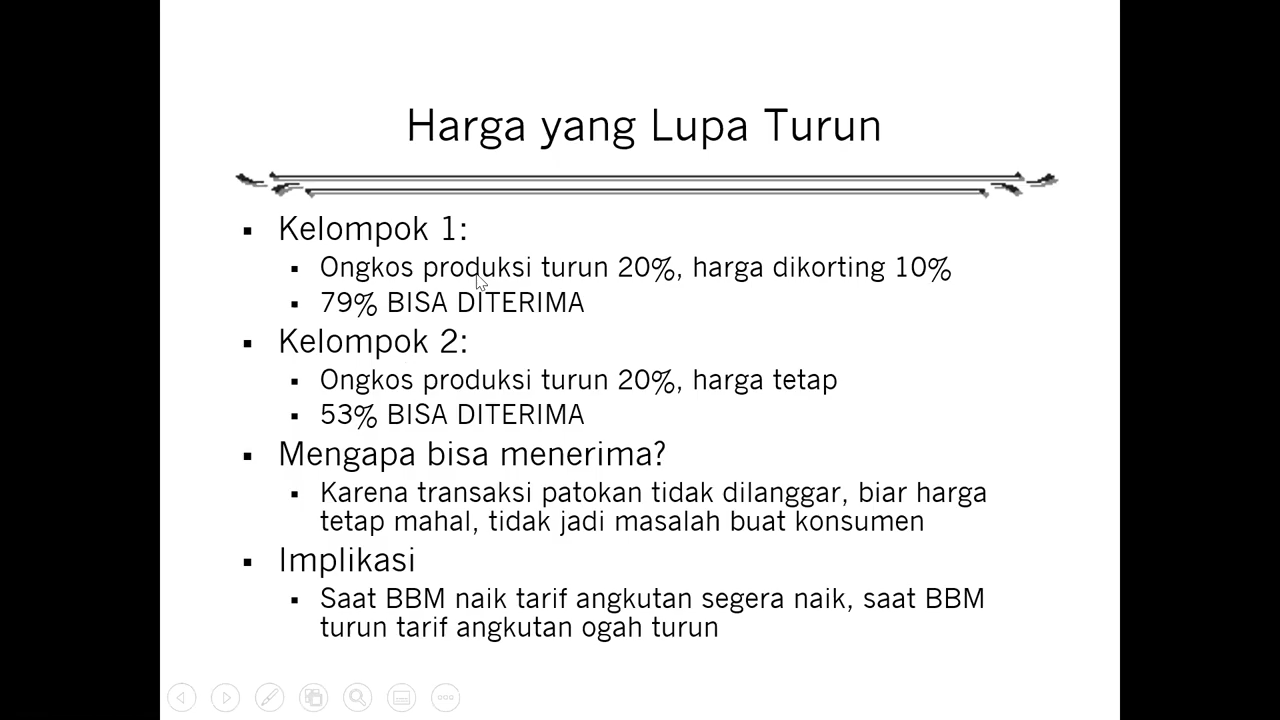 Harga yang Lupa Turun
▪ Kelompok 1:
▪ Ongkos produksi turun 20%, harga dikorting 10%
▪ 79% BISA DITERIMA
▪ Kelompok 2:
▪ Ongkos produksi turun 20%, harga tetap
▪ 53% BISA DITERIMA
▪ Mengapa bisa menerima?
▪ Karena transaksi patokan tidak dilanggar, biar harga
tetap mahal, tidak jadi masalah buat konsumen
▪ Implikasi
▪ Saat BBM naik tarif angkutan segera naik, saat BBM
turun tarif angkutan ogah turun